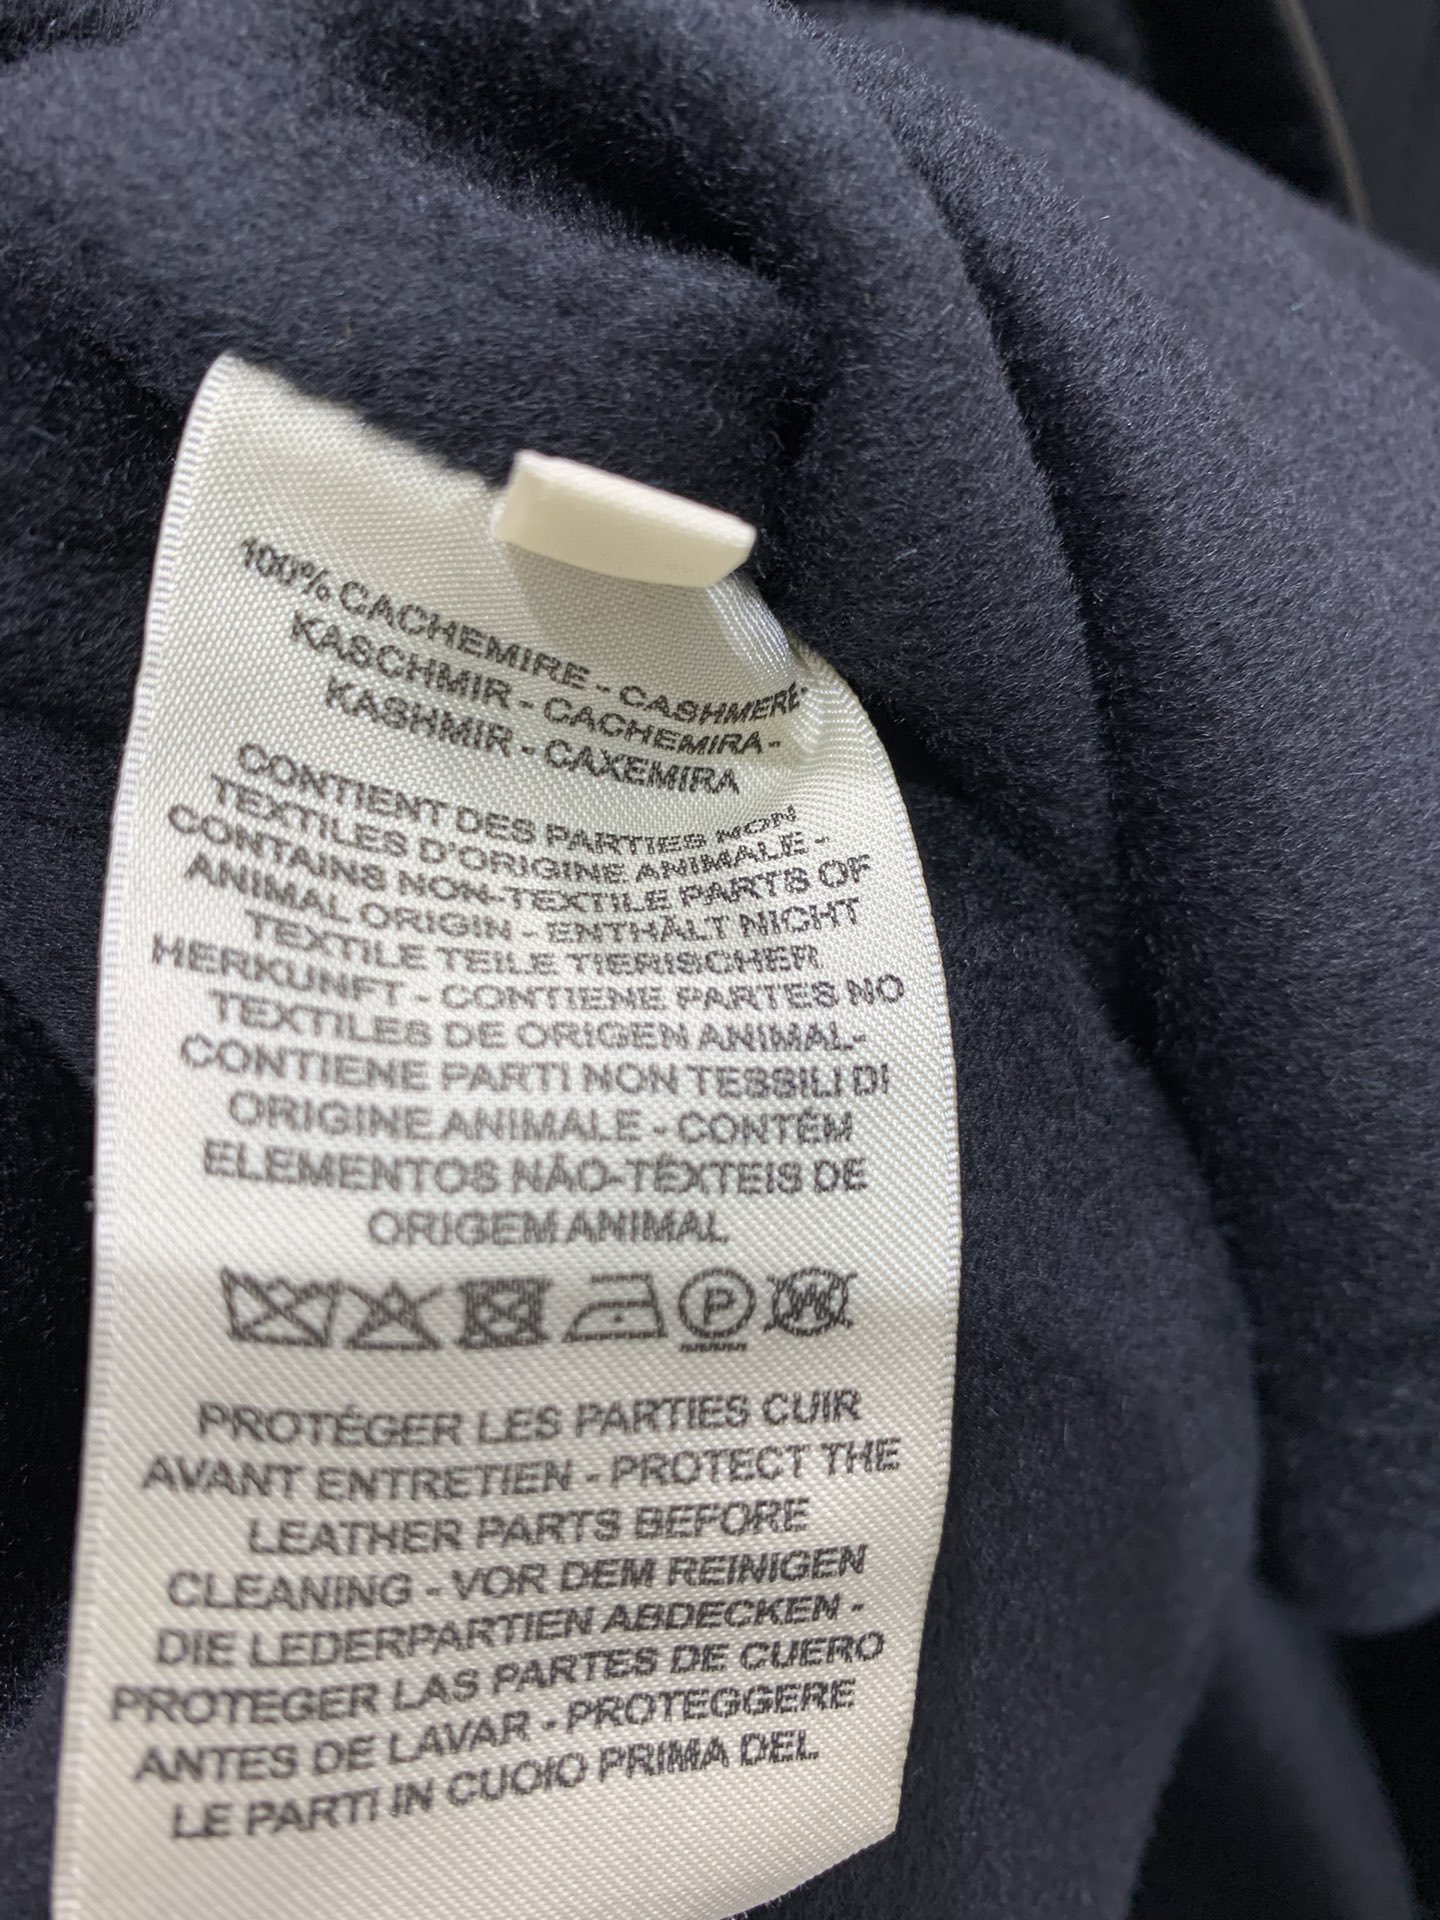 100% CACHEMIRE - CASHMERE -
KASCHMIR - CACHEMIRA -
KASHMIR - CAXEMIRA
CONTIENT DES PARTIES NON
TEXTILES D'ORIGINE ANIMALE -
CONTAINS NON-TEXTILE PARTS OF
ANIMAL ORIGIN - ENTHÄLT NICHT
TEXTILE TEILE TIERISCHER
HERKUNFT - CONTIENE PARTES NO
TEXTILES DE ORIGEN ANIMAL-
CONTIENE PARTI NON TESSILI DI
ORIGINE ANIMALE - CONTÉM
ELEMENTOS NÃO-TÊXTEIS DE
ORIGEM ANIMAL
P W
PROTÉGER LES PARTIES CUIR
AVANT ENTRETIEN - PROTECT THE
LEATHER PARTS BEFORE
CLEANING - VOR DEM REINIGEN
DIE LEDERPARTIEN ABDECKEN -
PROTEGER LAS PARTES DE CUERO
ANTES DE LAVAR - PROTEGGERE
LE PARTI IN CUOIO PRIMA DEL